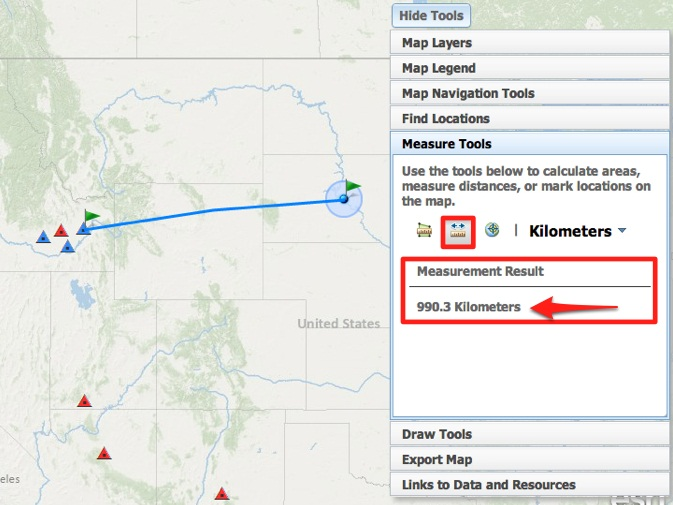 Hide Tools
Map Layers
Map Legend
Map Navigation Tools
Find Locations
Measure Tools
Use the tools below to calculate areas,
measure distances, or mark locations on
the map.
| Kilometers
Measurement Result
990.3 Kilometers
United States
Draw Tools
Export Map
eles
Links to Data and Resources
esri